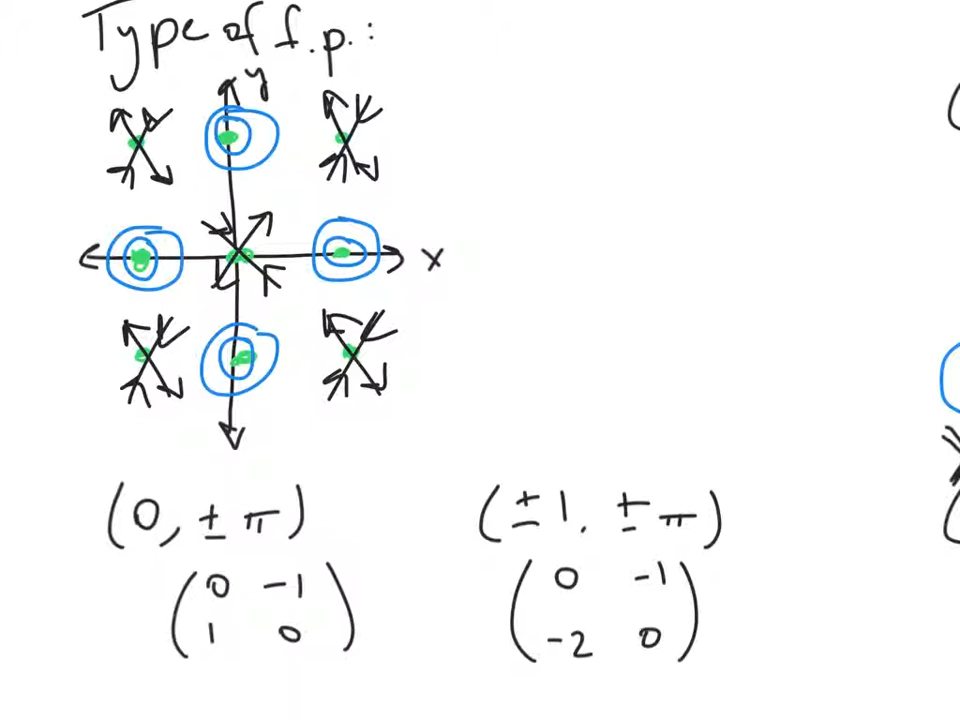 Type of f.p.:
y
x
(0, ± π)
(±1, ± π)
(0 -1
1 0)
(0 -1
-2 0)